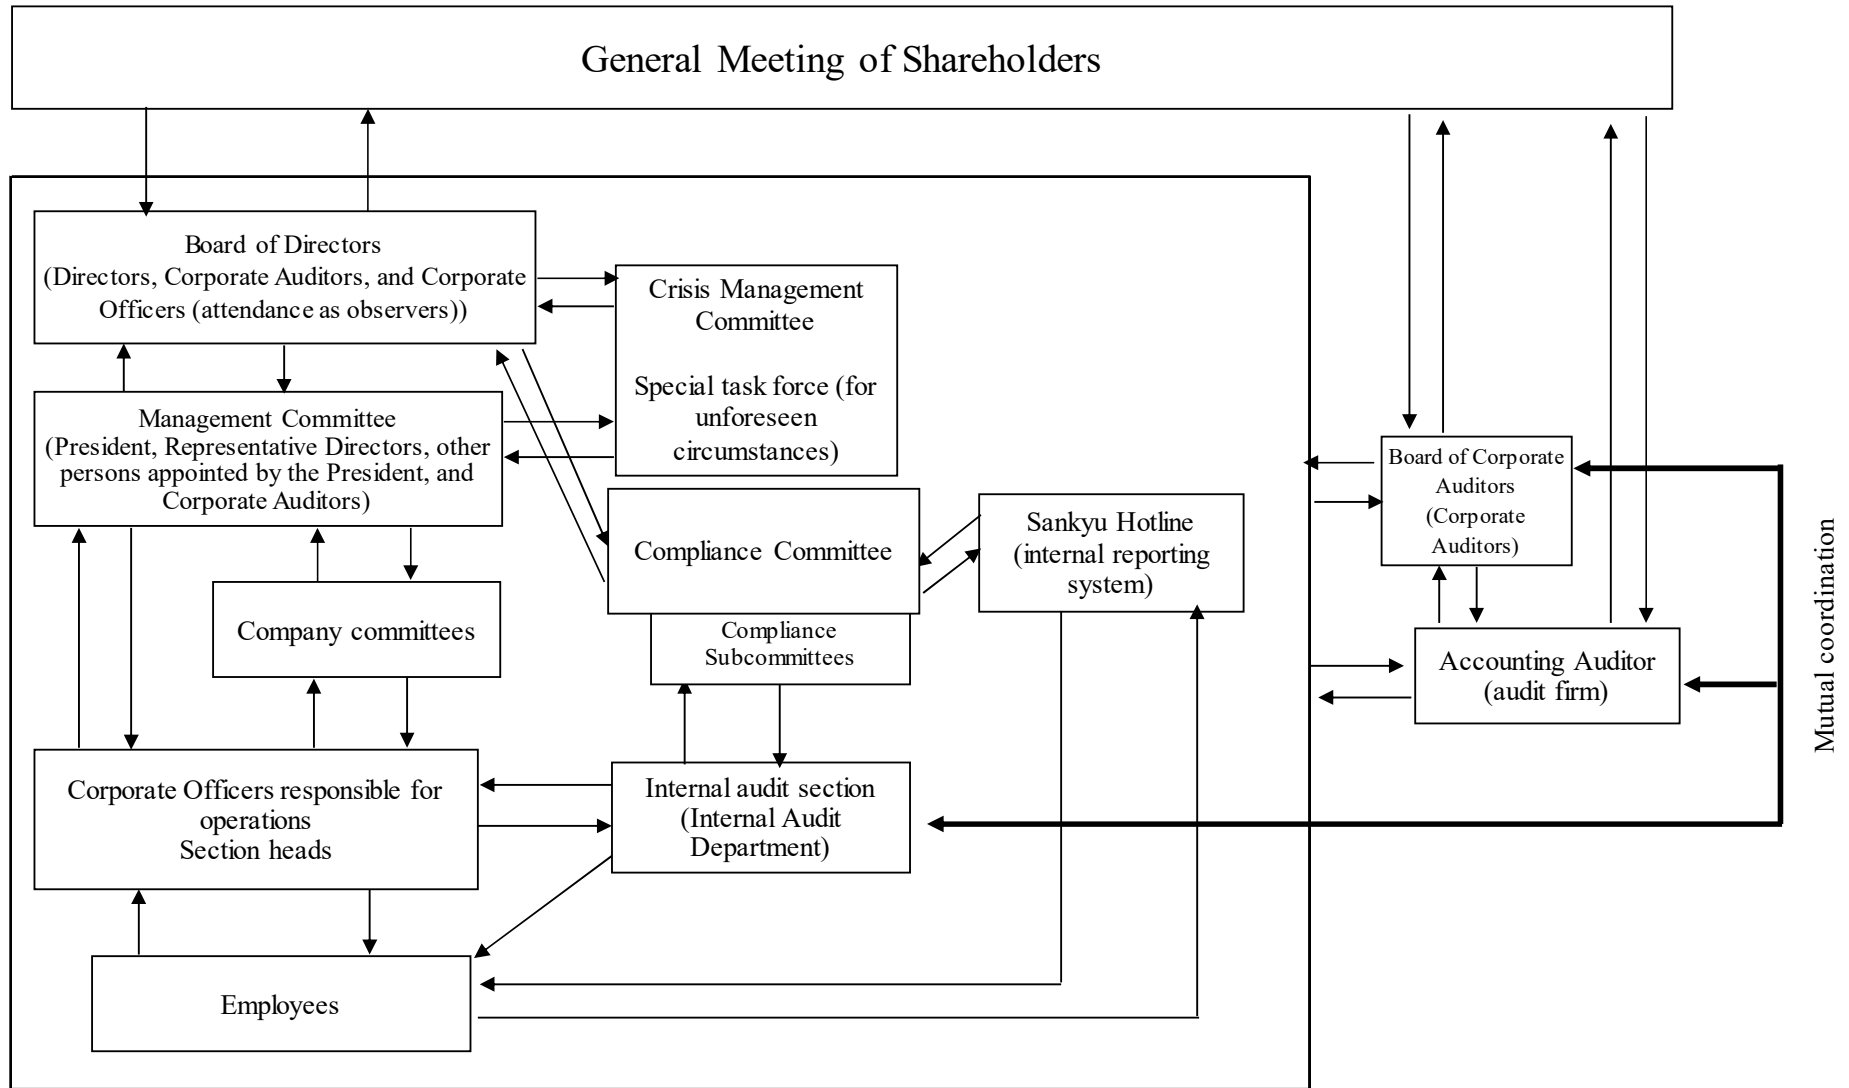 General Meeting of Shareholders
Board of Directors
(Directors, Corporate Auditors, and Corporate
Officers (attendance as observers))
Crisis Management
Committee
Special task force (for
unforeseen
circumstances)
Management Committee
(President, Representative Directors, other
persons appointed by the President, and
Corporate Auditors)
Board of Corporate
Auditors
(Corporate
Auditors)
Compliance Committee
Sankyu Hotline
(internal reporting
system)
Mutual coordination
Company committees
Compliance
Subcommittees
Accounting Auditor
(audit firm)
Corporate Officers responsible for
operations
Section heads
Internal audit section
(Internal Audit
Department)
Employees